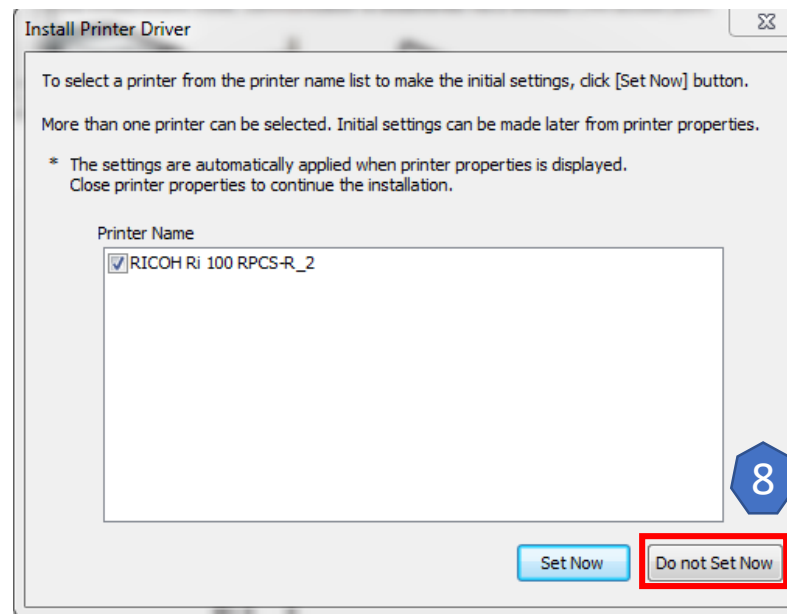 Install Printer Driver
To select a printer from the printer name list to make the initial settings, click [Set Now] button.
More than one printer can be selected. Initial settings can be made later from printer properties.
* The settings are automatically applied when printer properties is displayed.
Close printer properties to continue the installation.
Printer Name
RICOH Ri 100 RPCS-R_2
8
Set Now
Do not Set Now